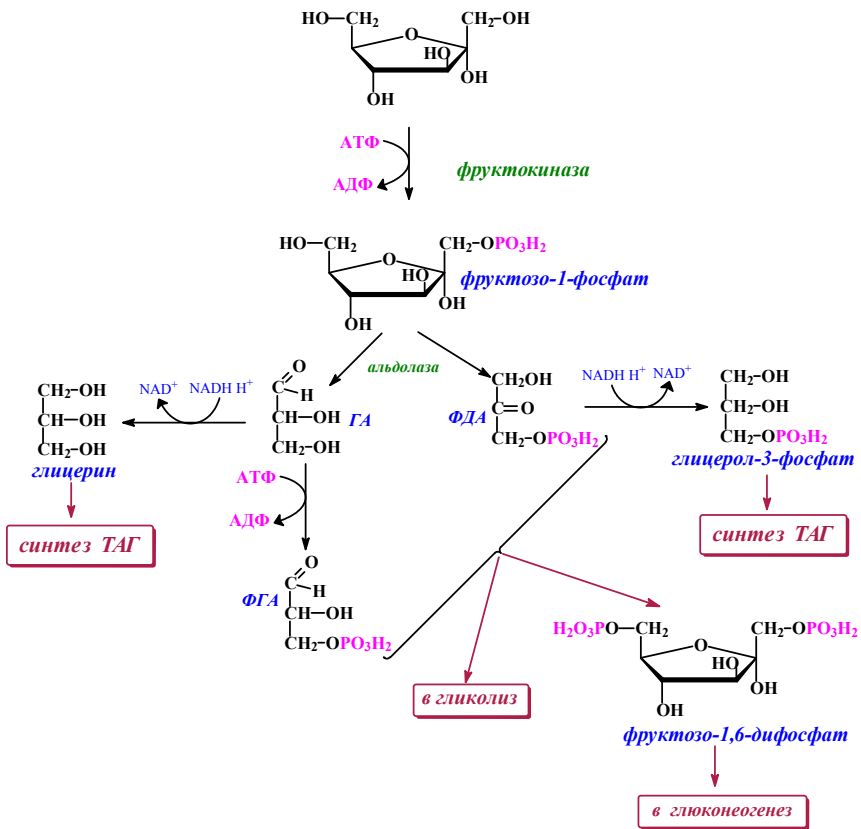 HO–CH2
CH2–OH
O
HO
OH
OH
АТФ
АДФ
фруктокиназа
HO–CH2
CH2–OPO3H2
O
HO
OH
OH
фруктозо-1-фосфат
альдолаза
CH2–OH
CH–OH
CH2–OH
глицерин
NAD+
NADH H+
O
C–H
CH–OH
CH2–OH
ГА
CH2OH
C=O
CH2–OPO3H2
ФДА
NADH H+
NAD+
CH2–OH
CH–OH
CH2–OPO3H2
глицерол-3-фосфат
синтез ТАГ
АТФ
АДФ
синтез ТАГ
O
C–H
CH–OH
CH2–OPO3H2
ФГА
H2O3PO–CH2
CH2–OPO3H2
O
HO
OH
OH
в гликолиз
фруктозо-1,6-дифосфат
в глюконеогенез